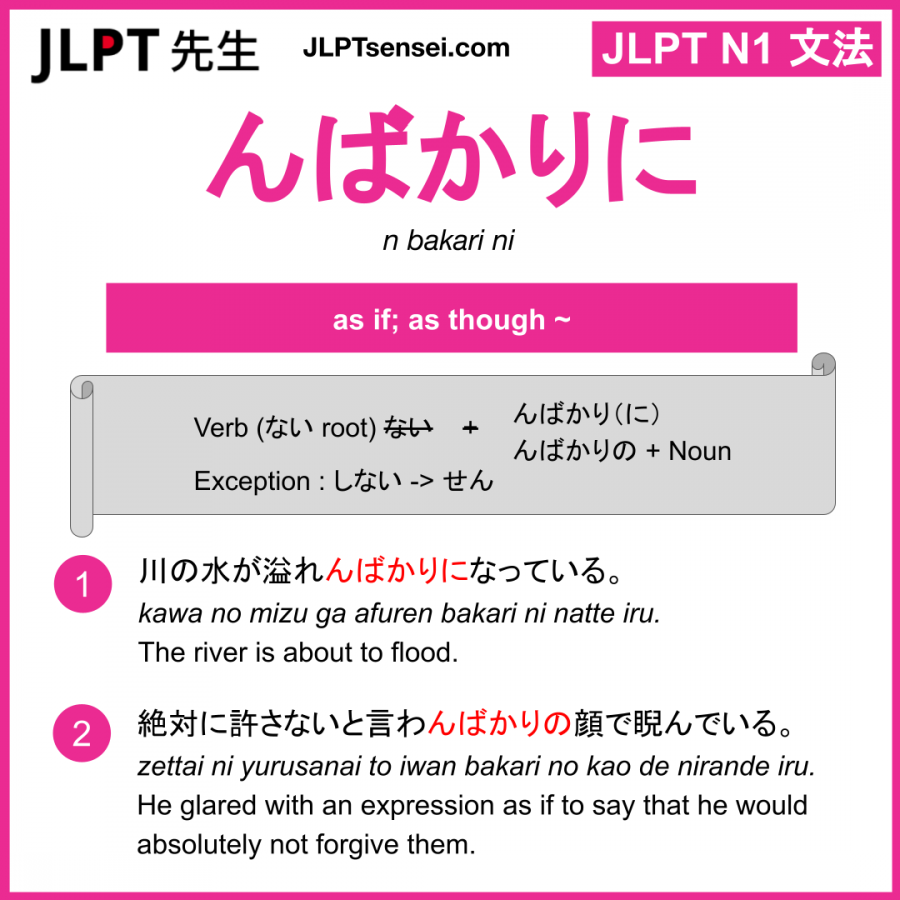 JLPT 先生
JLPTsensei.com
JLPT N1 文法
んばかりに
n bakari ni
as if; as though ~
Verb (ない root) ない + んばかり（に）
んばかりの + Noun
Exception : しない -> せん
1
川の水が溢れんばかりになっている。
kawa no mizu ga afuren bakari ni natte iru.
The river is about to flood.
2
絶対に許さないと言わんばかりの顔で睨んでいる。
zettai ni yurusanai to iwan bakari no kao de nirande iru.
He glared with an expression as if to say that he would
absolutely not forgive them.